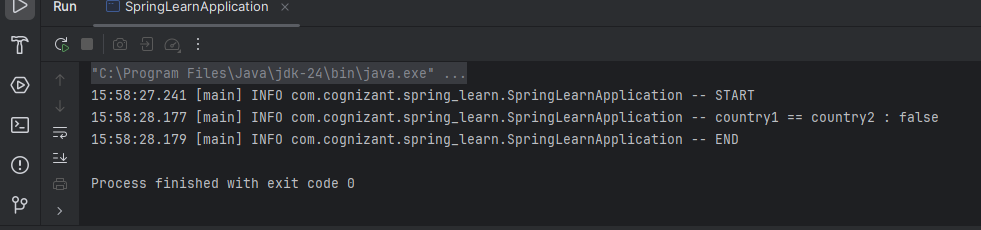 Run SpringLearnApplication
"C:\Program Files\Java\jdk-24\bin\java.exe" ...
15:58:27.241 [main] INFO com.cognizant.spring_learn.SpringLearnApplication -- START
15:58:28.177 [main] INFO com.cognizant.spring_learn.SpringLearnApplication -- country1 == country2 : false
15:58:28.179 [main] INFO com.cognizant.spring_learn.SpringLearnApplication -- END
Process finished with exit code 0